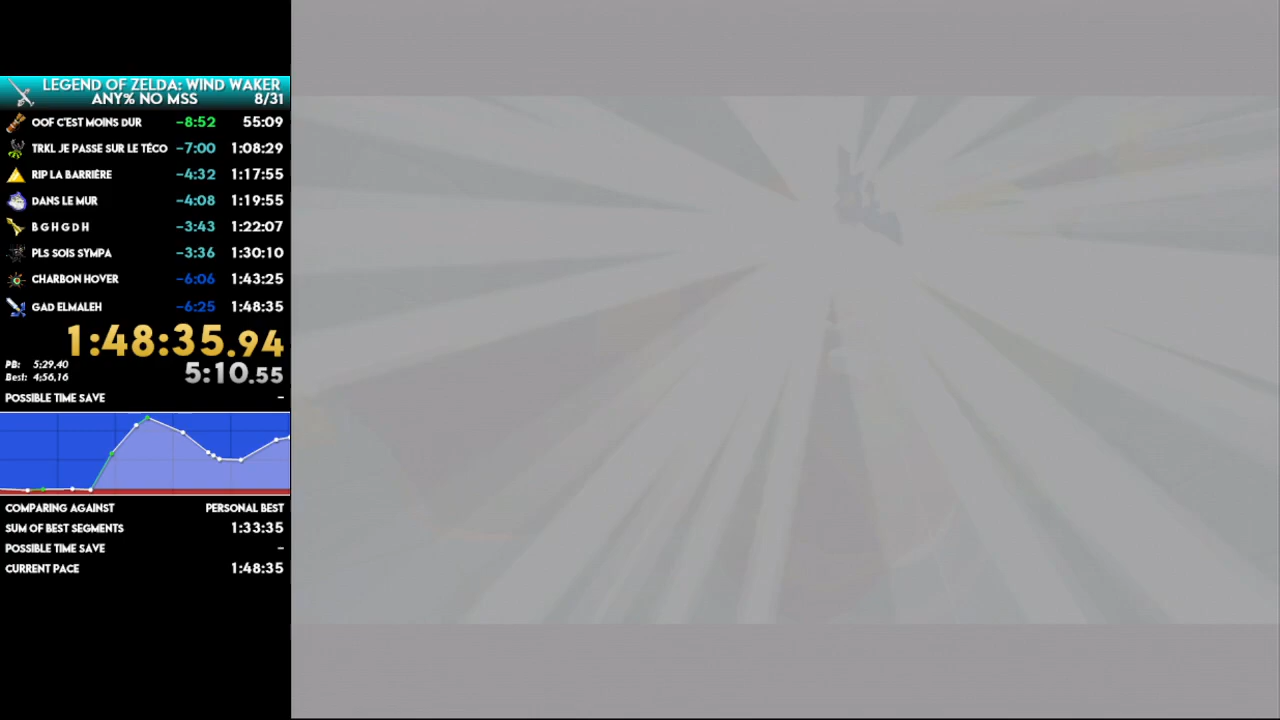 LEGEND OF ZELDA: WIND WAKER
ANY% NO MSS 8/31
OOF C'EST MOINS DUR -8:52 55:09
TRKL JE PASSE SUR LE TÉCO -7:00 1:08:29
RIP LA BARRIÈRE -4:32 1:17:55
DANS LE MUR -4:08 1:19:55
B G H G D H -3:43 1:22:07
PLS SOIS SYMPA -3:36 1:30:10
CHARBON HOVER -6:06 1:43:25
GAD ELMALEH -6:25 1:48:35
1:48:35.94
PB: 5:29.40
5:10.55
Best: 4:56.16
POSSIBLE TIME SAVE -
COMPARING AGAINST PERSONAL BEST
SUM OF BEST SEGMENTS 1:33:35
POSSIBLE TIME SAVE -
CURRENT PACE 1:48:35